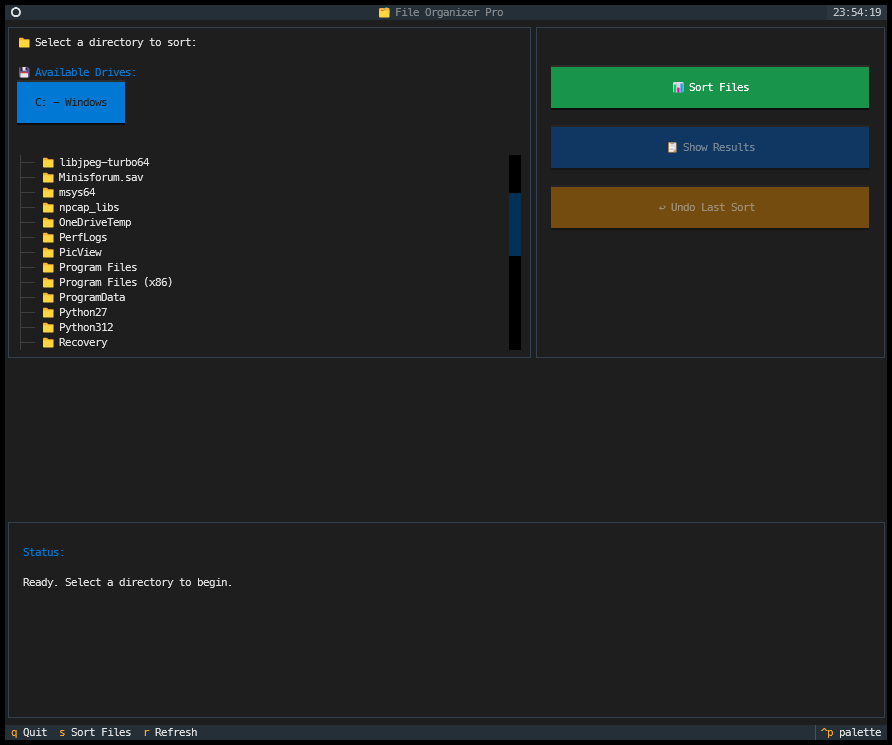 File Organizer Pro
23:54:19
Select a directory to sort:
Available Drives:
C: – Windows
libjpeg-turbo64
Minisforum.sav
msys64
npcap_libs
OneDriveTemp
PerfLogs
PicView
Program Files
Program Files (x86)
ProgramData
Python27
Python312
Recovery
Sort Files
Show Results
Undo Last Sort
Status:
Ready. Select a directory to begin.
q Quit s Sort Files r Refresh
^p palette